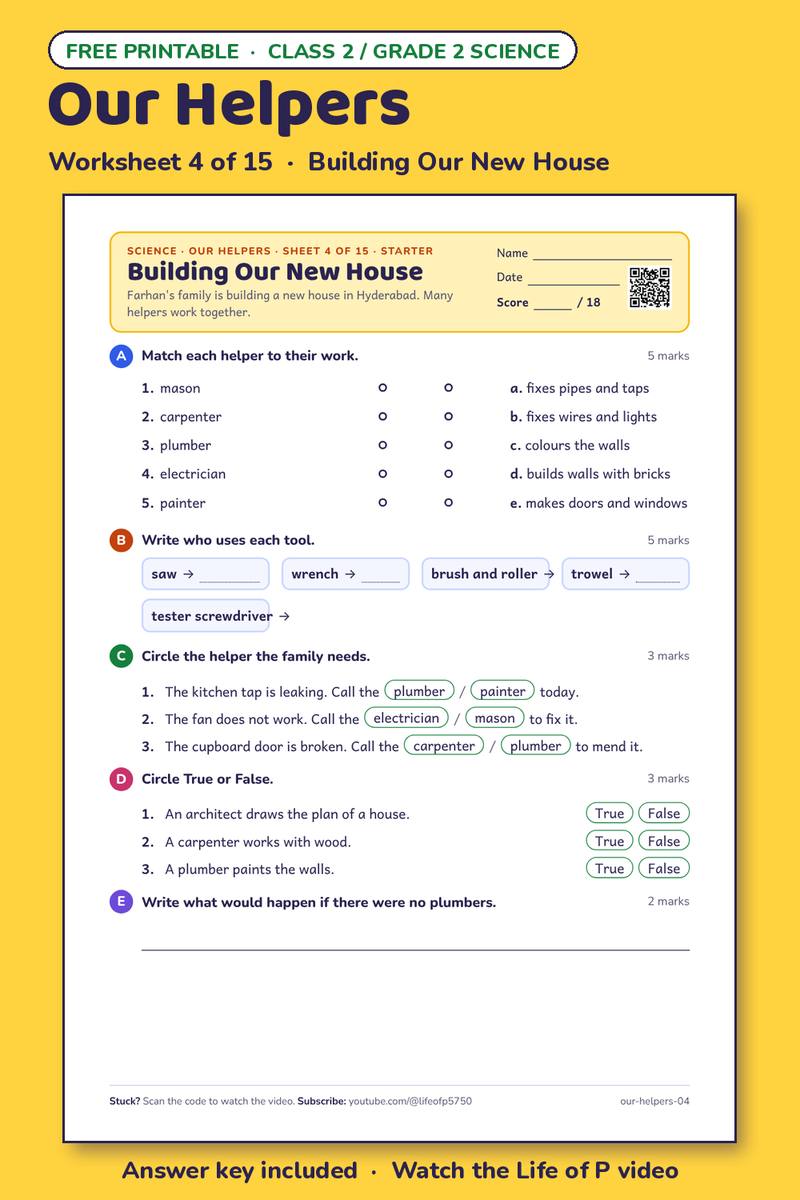 FREE PRINTABLE · CLASS 2 / GRADE 2 SCIENCE
Our Helpers
Worksheet 4 of 15 · Building Our New House
SCIENCE · OUR HELPERS · SHEET 4 OF 15 · STARTER
Building Our New House
Farhan's family is building a new house in Hyderabad. Many
helpers work together.
Name
Date
Score / 18
A Match each helper to their work. 5 marks
1. mason a. fixes pipes and taps
2. carpenter b. fixes wires and lights
3. plumber c. colours the walls
4. electrician d. builds walls with bricks
5. painter e. makes doors and windows
B Write who uses each tool. 5 marks
saw → wrench → brush and roller → trowel →
tester screwdriver →
C Circle the helper the family needs. 3 marks
1. The kitchen tap is leaking. Call the plumber / painter today.
2. The fan does not work. Call the electrician / mason to fix it.
3. The cupboard door is broken. Call the carpenter / plumber to mend it.
D Circle True or False. 3 marks
1. An architect draws the plan of a house. True False
2. A carpenter works with wood. True False
3. A plumber paints the walls. True False
E Write what would happen if there were no plumbers. 2 marks
Stuck? Scan the code to watch the video. Subscribe: youtube.com/@lifeofp5750 our-helpers-04
Answer key included · Watch the Life of P video